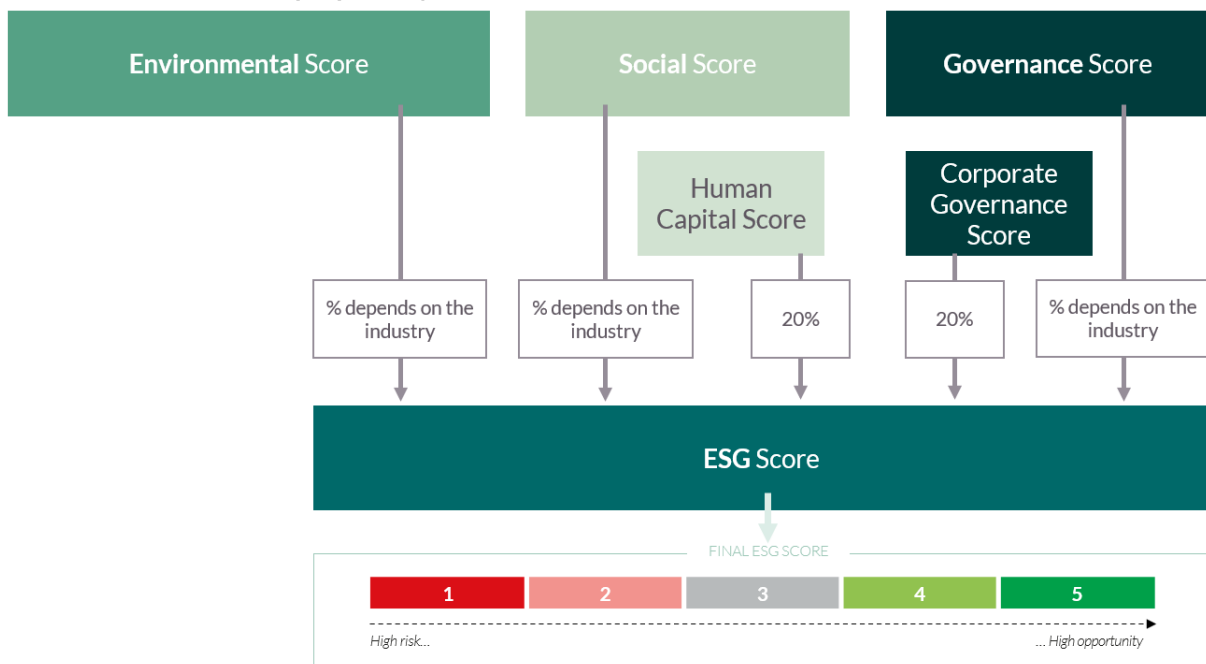 Environmental Score
Social Score
Governance Score
Human
Capital Score
Corporate
Governance
Score
% depends on the
industry
% depends on the
industry
20%
20%
% depends on the
industry
ESG Score
FINAL ESG SCORE
1
2
3
4
5
High risk...
... High opportunity